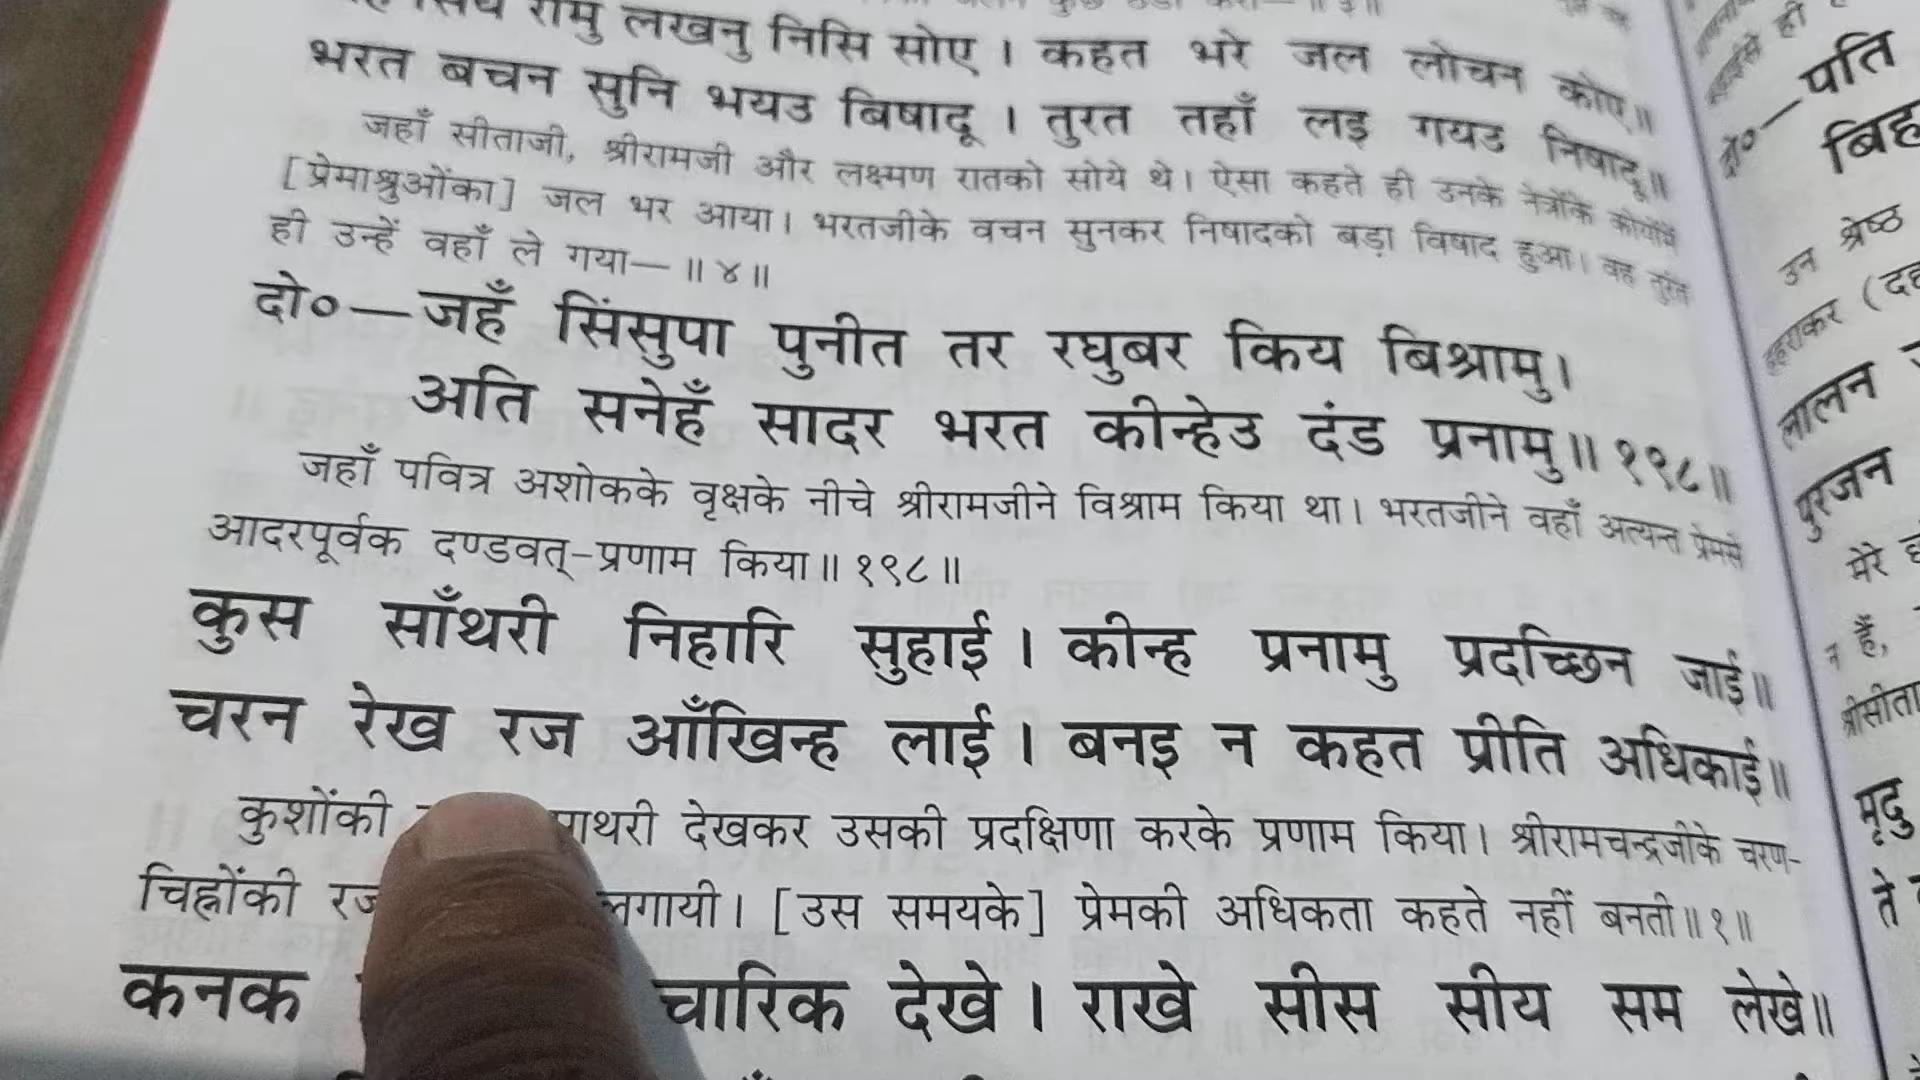 सिय रामु लखनु निसि सोए । कहत भरे जल लोचन कोए॥
भरत बचन सुनि भयउ बिषादू । तुरत तहाँ लइ गयउ निषादू॥
जहाँ सीताजी, श्रीरामजी और लक्ष्मण रातको सोये थे। ऐसा कहते ही उनके नेत्रोंके कोयोंमें
[प्रेमाश्रुओंका] जल भर आया। भरतजीके वचन सुनकर निषादको बड़ा विषाद हुआ। वह तुरंत
ही उन्हें वहाँ ले गया—॥४॥
दो०—जहँ सिंसुपा पुनीत तर रघुबर किय बिश्रामु।
अति सनेहँ सादर भरत कीन्हेउ दंड प्रनामु॥१९८॥
जहाँ पवित्र अशोकके वृक्षके नीचे श्रीरामजीने विश्राम किया था। भरतजीने वहाँ अत्यन्त प्रेमसे
आदरपूर्वक दण्डवत्-प्रणाम किया॥१९८॥
कुस साँथरी निहारि सुहाई । कीन्ह प्रनामु प्रदच्छिन जाई॥
चरन रेख रज आँखिन्ह लाई । बनइ न कहत प्रीति अधिकाई॥
कुशोंकी देखकर उसकी प्रदक्षिणा करके प्रणाम किया। श्रीरामचन्द्रजीके चरण-
चिह्नोंकी रज लगायी। [उस समयके] प्रेमकी अधिकता कहते नहीं बनती॥१॥
कनक चारिक देखे । राखे सीस सीय सम लेखे॥
पति
उन श्रेष्ठ
लालन
पुरजन
मेरे
न हैं,
श्रीसीता
मृदु
ते